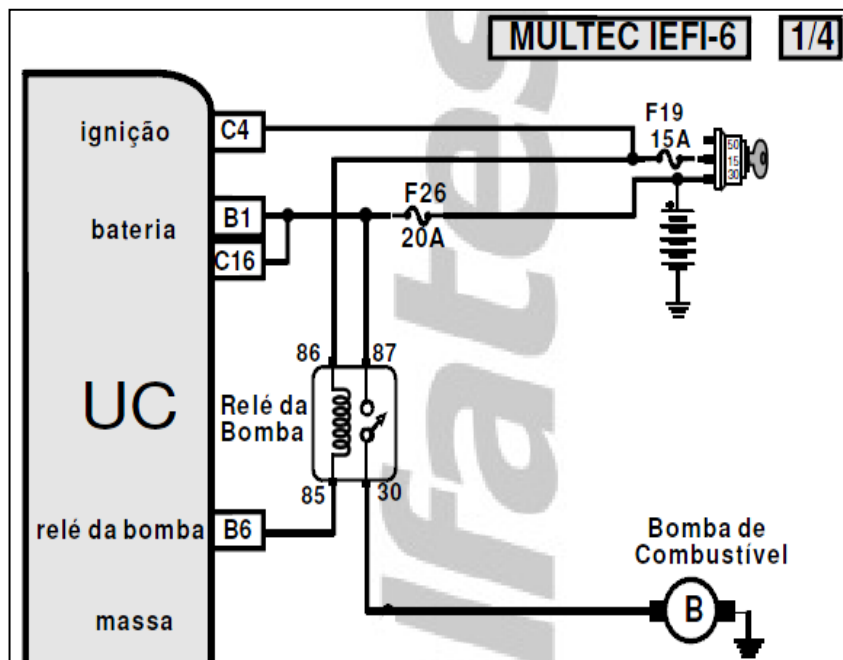 MULTEC IEFI-6
1/4
ignição
C4
F19
15A
50
15
30
bateria
B1
C16
F26
20A
UC
86
87
Relé da
Bomba
85
30
relé da bomba
B6
Bomba de
Combustível
B
massa
lfates